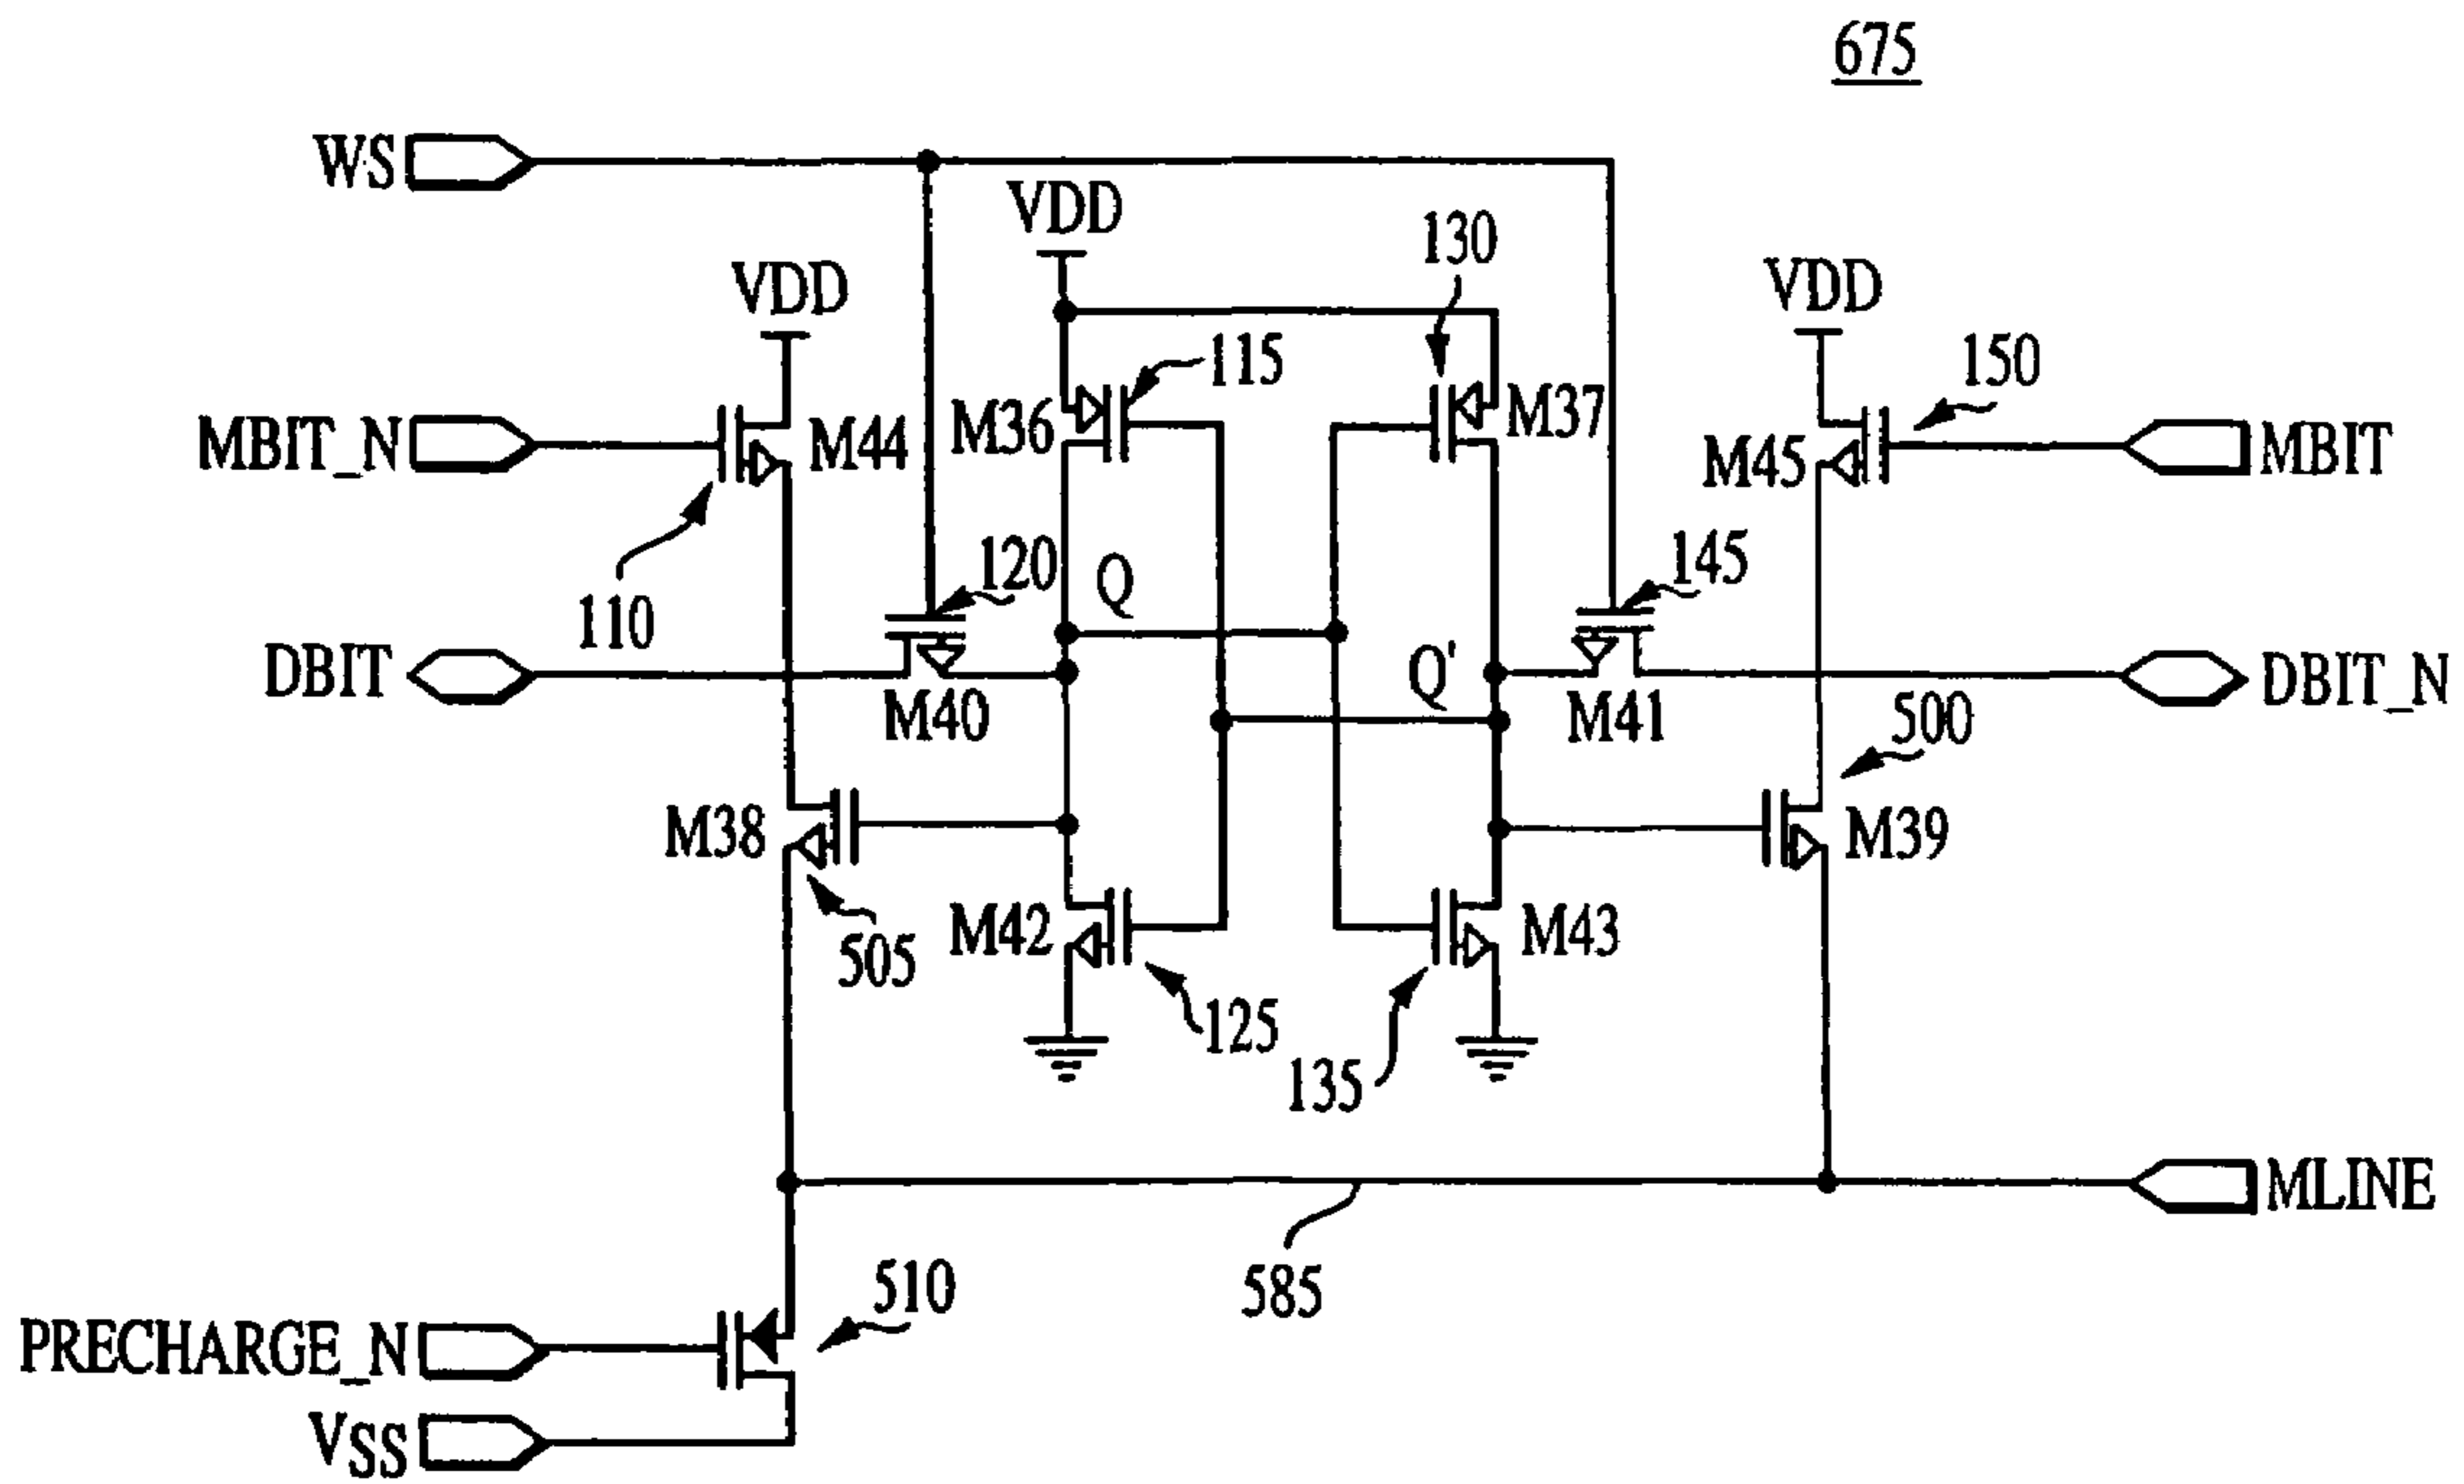 675
WS
VDD
130
VDD
VDD
115
150
M36
M37
MBIT_N
M44
M45
MBIT
120
145
Q
110
DBIT
Q'
DBIT_N
M40
M41
500
M38
M39
M42
M43
505
125
135
MLINE
510
585
PRECHARGE_N
VSS